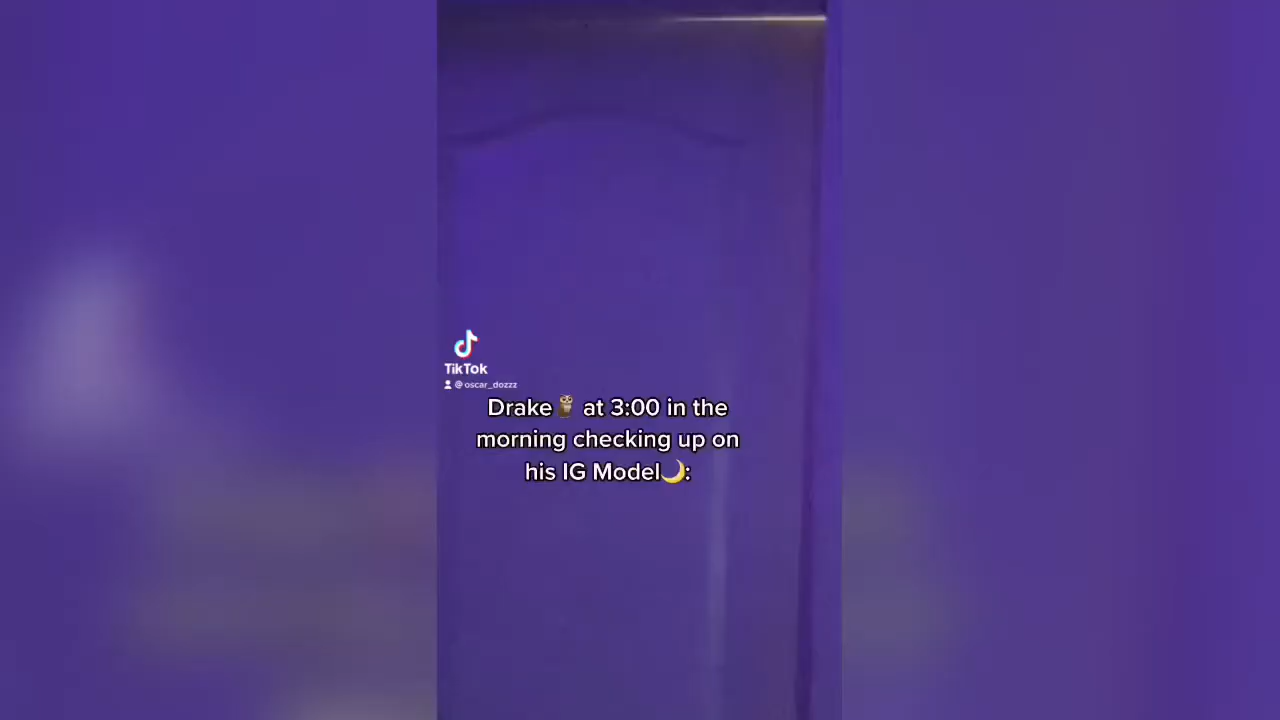 TikTok
@oscar_dozzz
Drake🦉 at 3:00 in the
morning checking up on
his IG Model🌙: